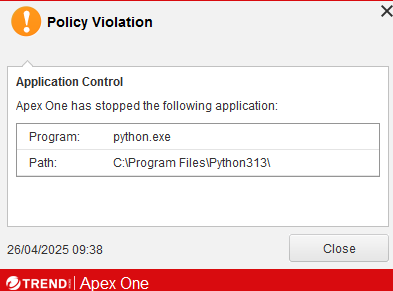 Policy Violation
Application Control
Apex One has stopped the following application:
Program: python.exe
Path: C:\Program Files\Python313\
26/04/2025 09:38
Close
TREND Apex One